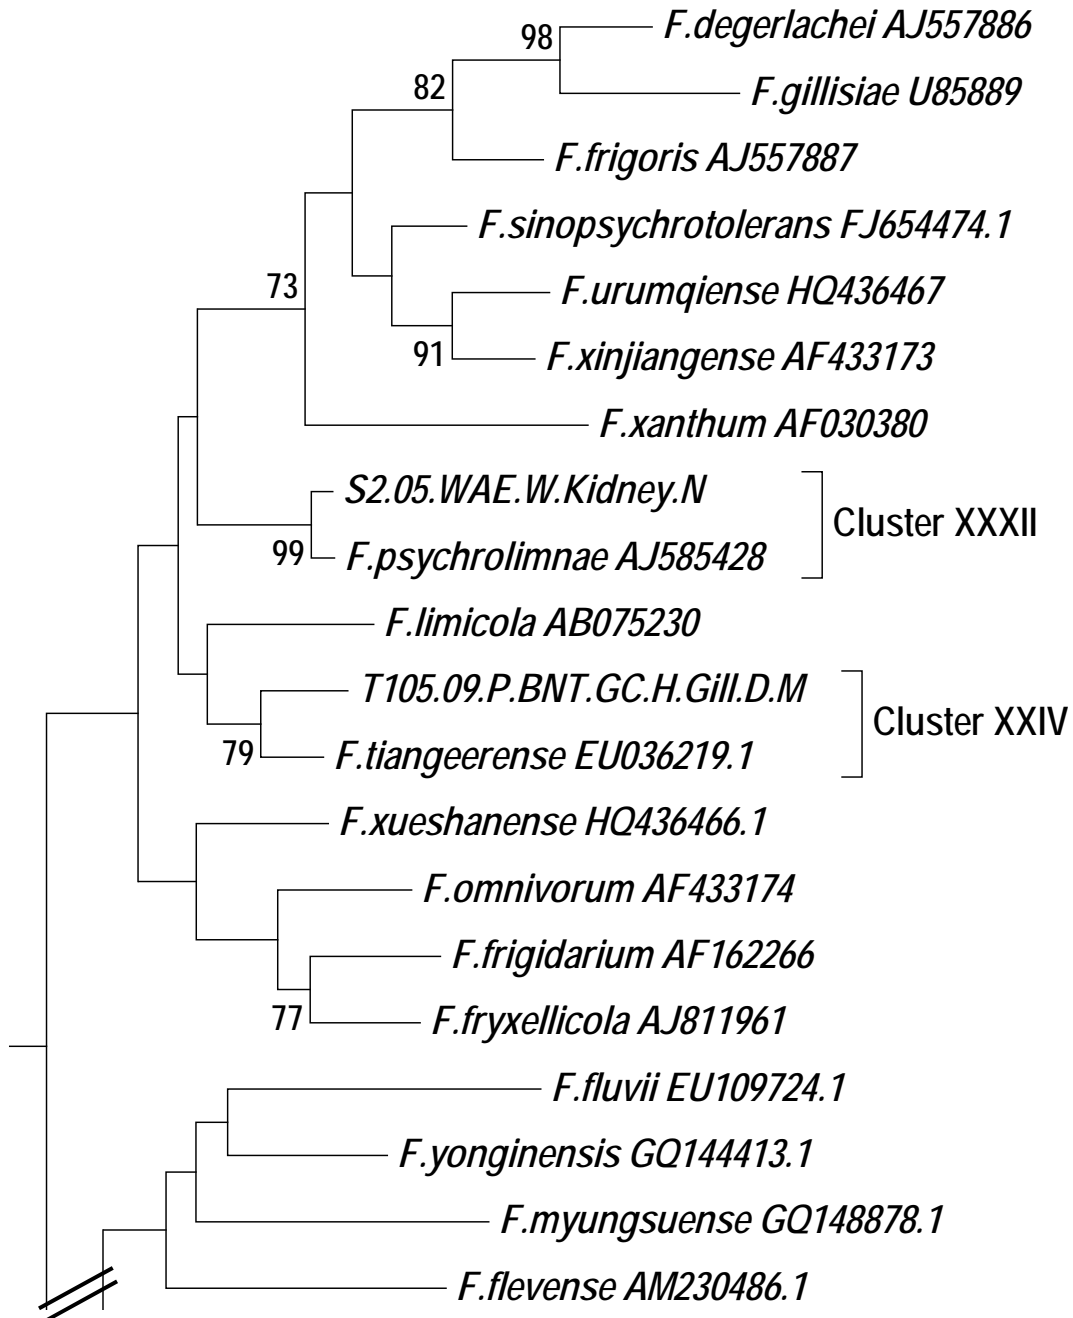 F.degerlachei AJ557886
98
F.gillisiae U85889
82
F.frigoris AJ557887
F.sinopsychrotolerans FJ654474.1
F.urumqiense HQ436467
73
F.xinjiangense AF433173
91
F.xanthum AF030380
S2.05.WAE.W.Kidney.N
Cluster XXXII
F.psychrolimnae AJ585428
99
F.limicola AB075230
T105.09.P.BNT.GC.H.Gill.D.M
Cluster XXIV
F.tiangeerense EU036219.1
79
F.xueshanense HQ436466.1
F.omnivorum AF433174
F.frigidarium AF162266
F.fryxellicola AJ811961
77
F.fluvii EU109724.1
F.yonginensis GQ144413.1
F.myungsuense GQ148878.1
F.flevense AM230486.1